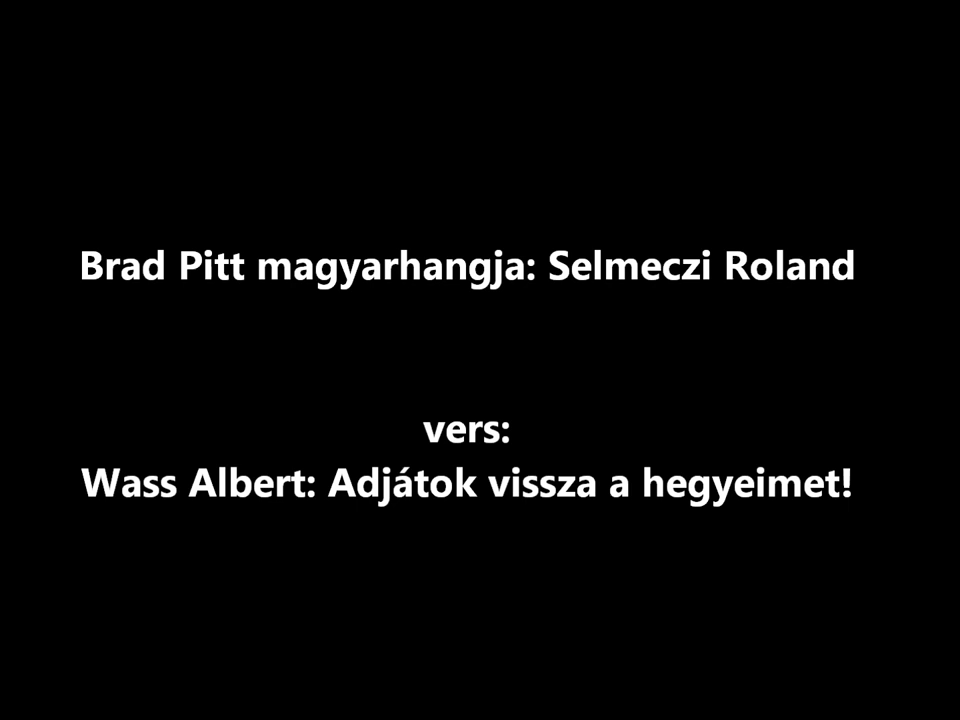 Brad Pitt magyarhangja: Selmeczi Roland
vers:
Wass Albert: Adjátok vissza a hegyeimet!